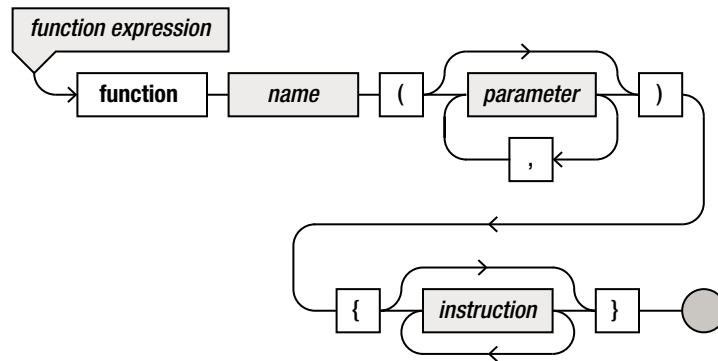 function expression
function name ( parameter )
,
{ instruction }